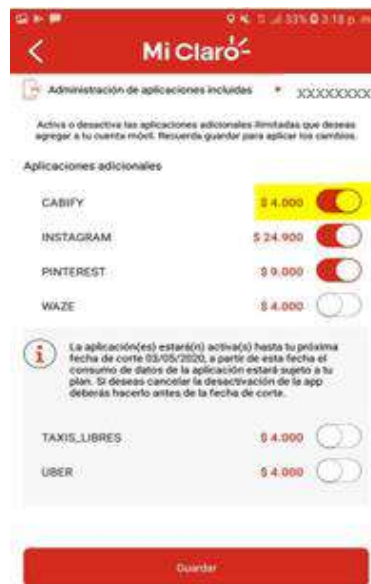 33% 3:18 p. m
Mi Claro
Administración de aplicaciones incluidas * XXXXXXXX
Activa o desactiva las aplicaciones adicionales ilimitadas que deseas
agregar a tu cuenta móvil. Recuerda guardar para aplicar los cambios.
Aplicaciones adicionales
CABIFY $ 4.000
INSTAGRAM $ 24.900
PINTEREST $ 9.000
WAZE $ 4.000
La aplicación(es) estará(n) activa(s) hasta tu próxima
fecha de corte 03/05/2020, a partir de esta fecha el
consumo de datos de la aplicación estará sujeto a tu
plan. Si deseas cancelar la desactivación de la app
deberás hacerlo antes de la fecha de corte.
TAXIS_LIBRES $ 4.000
UBER $ 4.000
Guardar